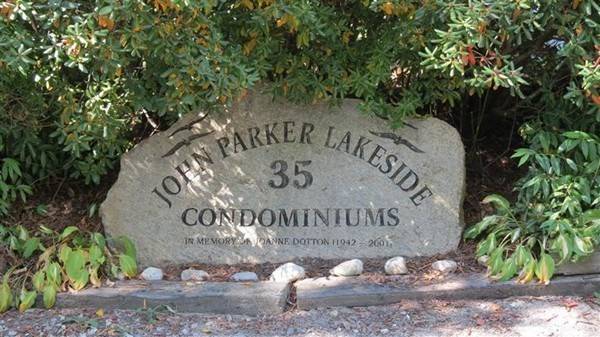 JOHN PARKER LAKESIDE
35
CONDOMINIUMS
IN MEMORY OF JOANNE DOTTON (1942 - 2001)